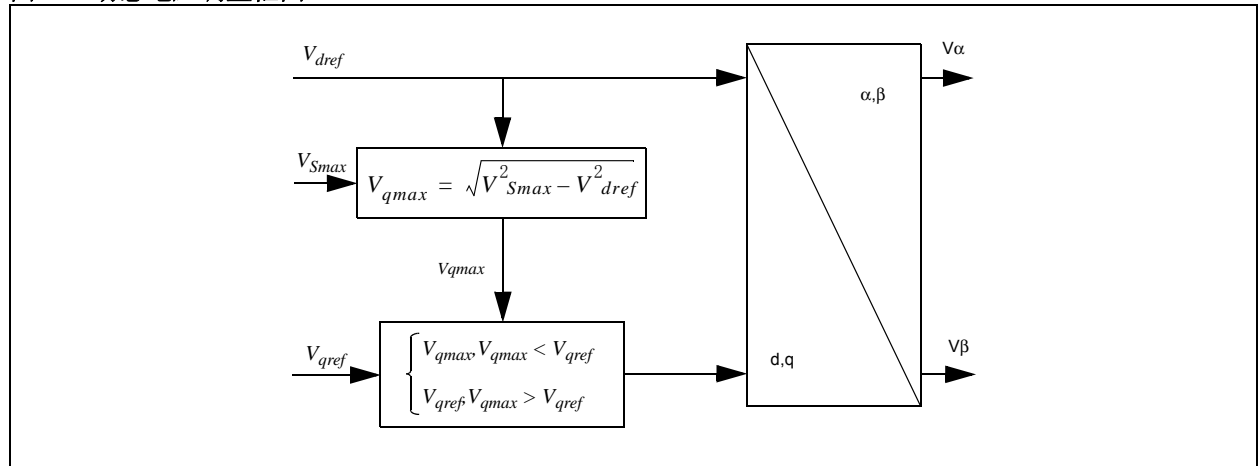 V_dref
Vα
α,β
V_Smax
V_qmax = √(V²_Smax − V²_dref)
Vqmax
V_qref
V_qmax, V_qmax < V_qref
V_qref, V_qmax > V_qref
d,q
Vβ